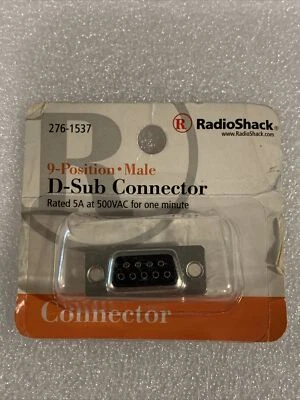 276-1537
R RadioShack®
www.RadioShack.com
9-Position • Male
D-Sub Connector
Rated 5A at 500VAC for one minute
Connector